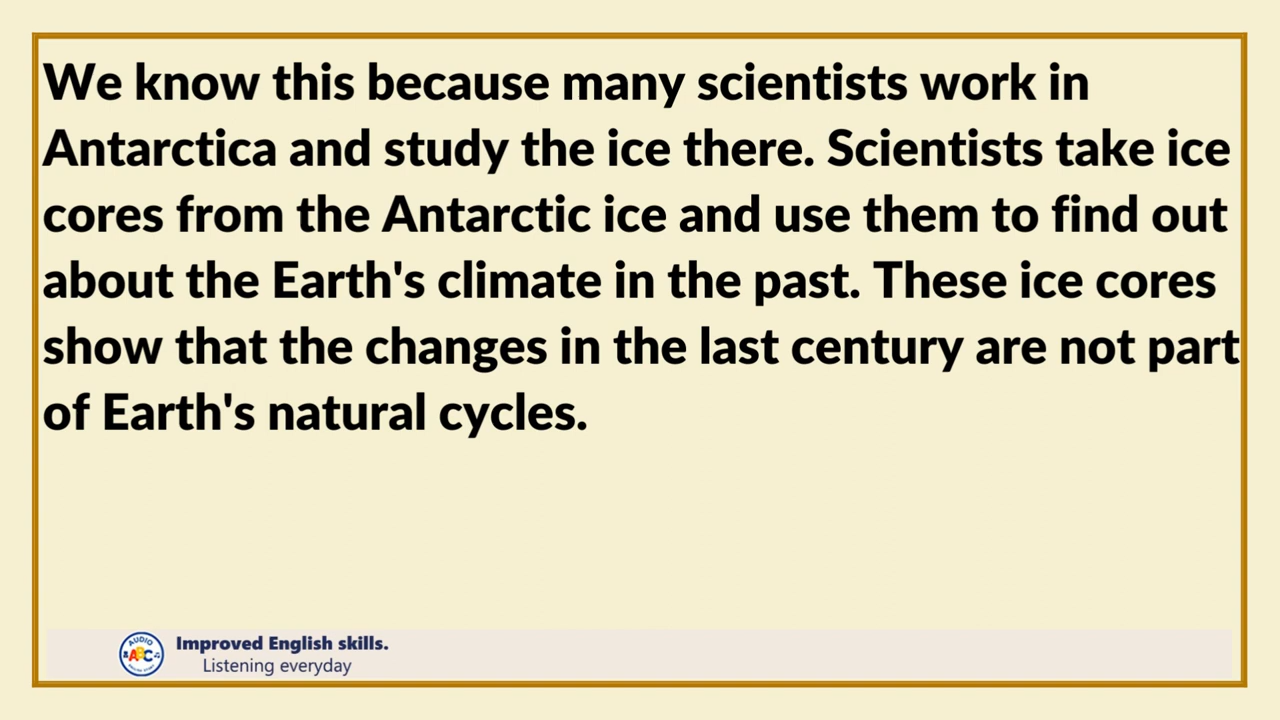 We know this because many scientists work in
Antarctica and study the ice there. Scientists take ice
cores from the Antarctic ice and use them to find out
about the Earth's climate in the past. These ice cores
show that the changes in the last century are not part
of Earth's natural cycles.
AUDIO
ABC
Improved English skills.
Listening everyday